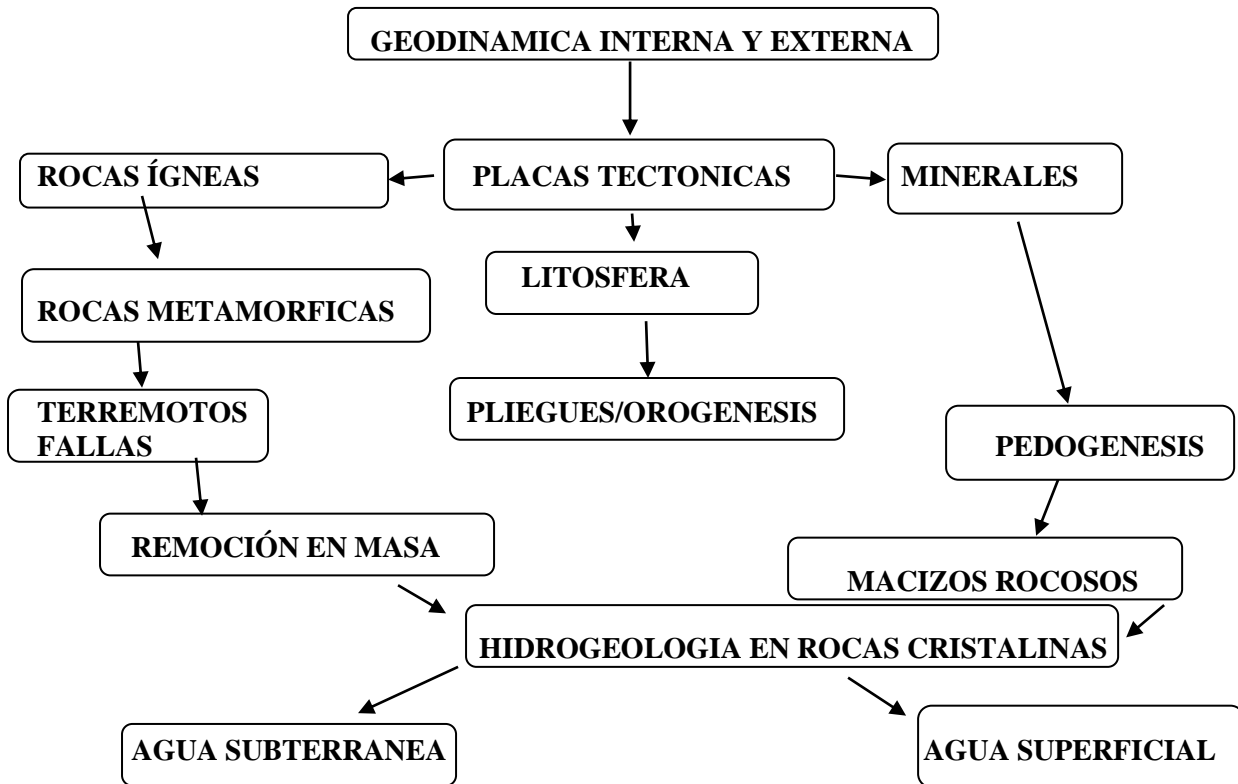 GEODINAMICA INTERNA Y EXTERNA
ROCAS ÍGNEAS
PLACAS TECTONICAS
MINERALES
LITOSFERA
ROCAS METAMORFICAS
TERREMOTOS
FALLAS
PLIEGUES/OROGENESIS
PEDOGENESIS
REMOCIÓN EN MASA
MACIZOS ROCOSOS
HIDROGEOLOGIA EN ROCAS CRISTALINAS
AGUA SUBTERRANEA
AGUA SUPERFICIAL